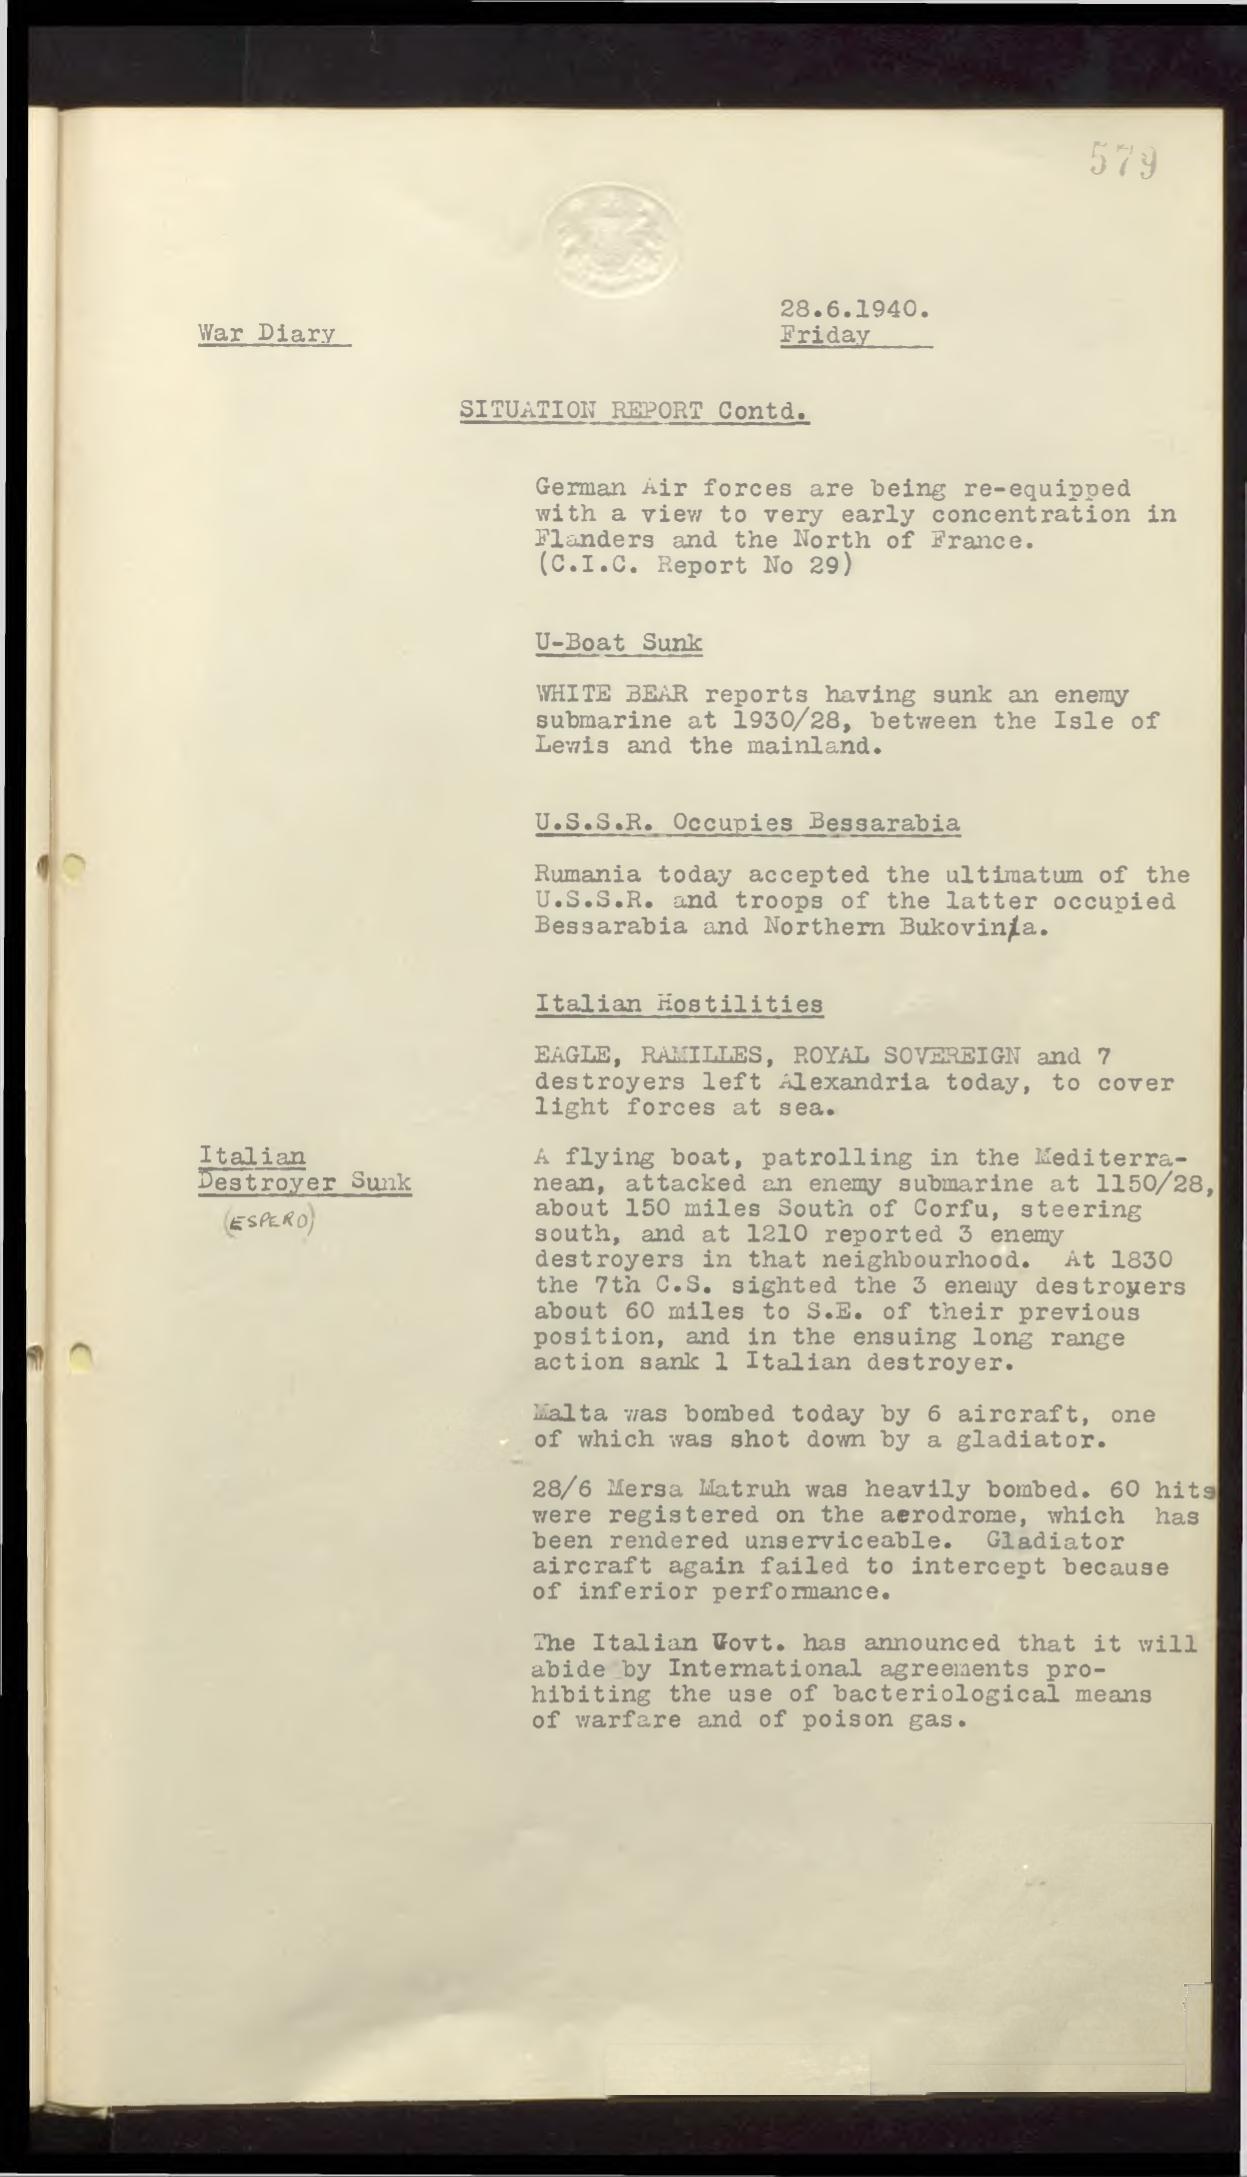 579
28.6.1940.
War Diary
Friday
SITUATION REPORT Contd.
German Air forces are being re-equipped
with a view to very early concentration in
Flanders and the North of France.
(C.I.C. Report No 29)
U-Boat Sunk
WHITE BEAR reports having sunk an enemy
submarine at 1930/28, between the Isle of
Lewis and the mainland.
U.S.S.R. Occupies Bessarabia
Rumania today accepted the ultimatum of the
U.S.S.R. and troops of the latter occupied
Bessarabia and Northern Bukovina.
Italian Hostilities
EAGLE, RAMILLES, ROYAL SOVEREIGN and 7
destroyers left Alexandria today, to cover
light forces at sea.
Italian
Destroyer Sunk
(ESPERO)
A flying boat, patrolling in the Mediterra-
nean, attacked an enemy submarine at 1150/28,
about 150 miles South of Corfu, steering
south, and at 1210 reported 3 enemy
destroyers in that neighbourhood. At 1830
the 7th C.S. sighted the 3 enemy destroyers
about 60 miles to S.E. of their previous
position, and in the ensuing long range
action sank 1 Italian destroyer.
Malta was bombed today by 6 aircraft, one
of which was shot down by a gladiator.
28/6 Mersa Matruh was heavily bombed. 60 hits
were registered on the aerodrome, which has
been rendered unserviceable. Gladiator
aircraft again failed to intercept because
of inferior performance.
The Italian Govt. has announced that it will
abide by International agreements pro-
hibiting the use of bacteriological means
of warfare and of poison gas.